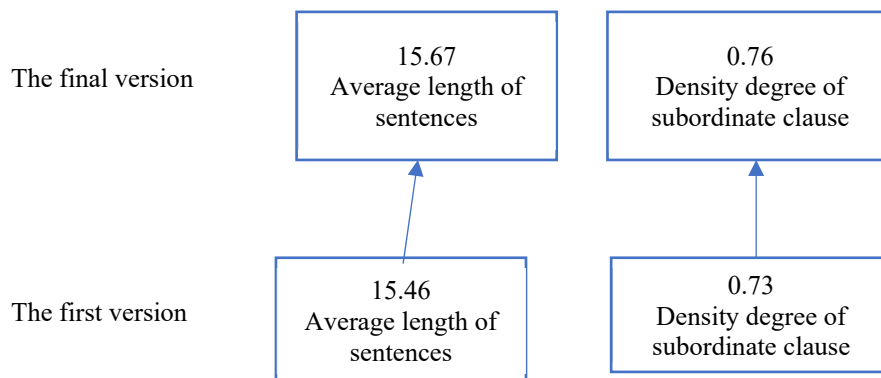 The final version
15.67
Average length of
sentences
0.76
Density degree of
subordinate clause
The first version
15.46
Average length of
sentences
0.73
Density degree of
subordinate clause